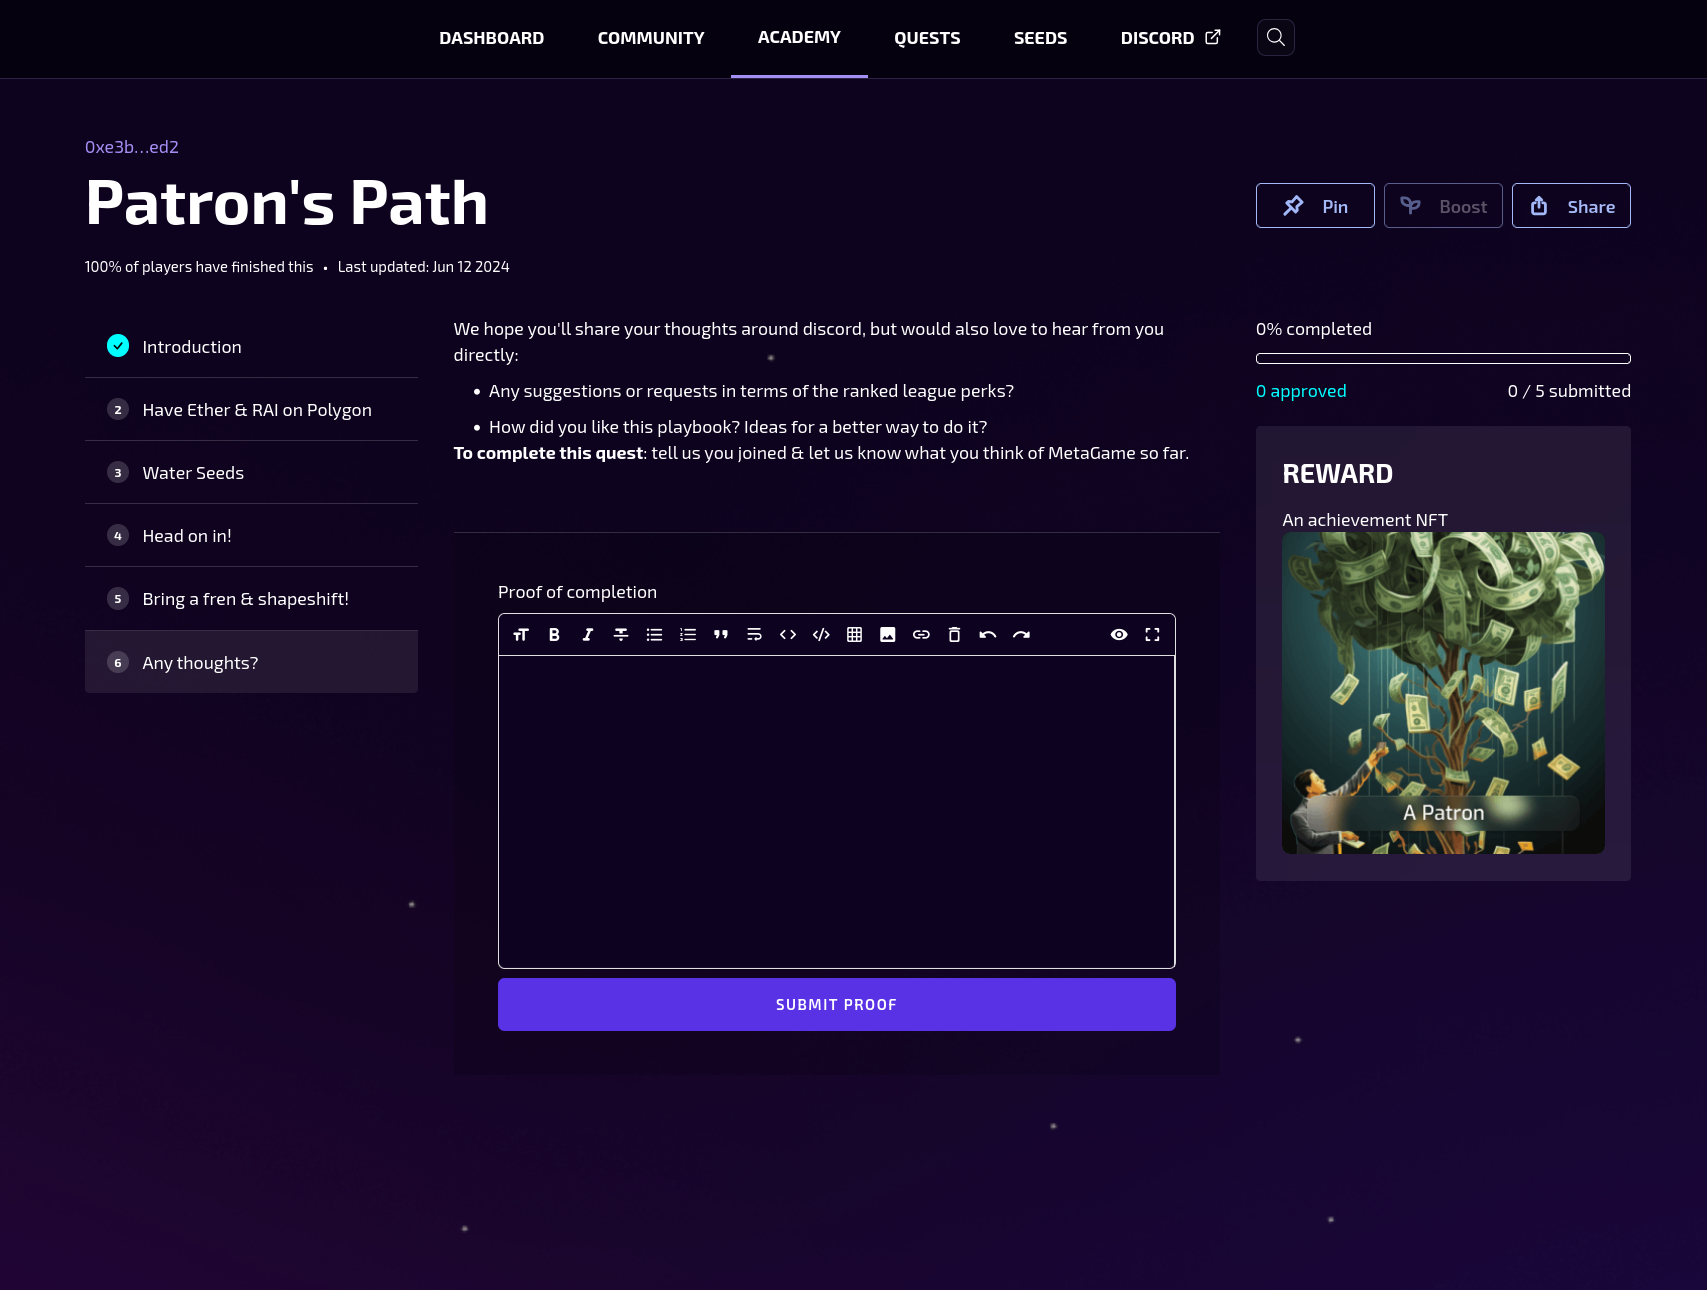 DASHBOARD COMMUNITY ACADEMY QUESTS SEEDS DISCORD
0xe3b...ed2
Patron's Path
Pin Boost Share
100% of players have finished this • Last updated: Jun 12 2024
Introduction
2 Have Ether & RAI on Polygon
3 Water Seeds
4 Head on in!
5 Bring a fren & shapeshift!
6 Any thoughts?
We hope you'll share your thoughts around discord, but would also love to hear from you
directly:
• Any suggestions or requests in terms of the ranked league perks?
• How did you like this playbook? Ideas for a better way to do it?
To complete this quest: tell us you joined & let us know what you think of MetaGame so far.
Proof of completion
SUBMIT PROOF
0% completed
0 approved 0 / 5 submitted
REWARD
An achievement NFT
A Patron